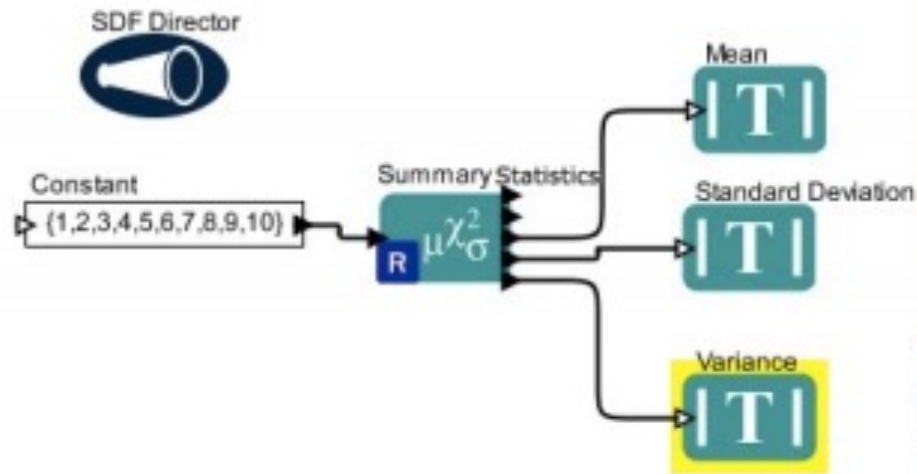 SDF Director
Mean
|T|
Constant
{1,2,3,4,5,6,7,8,9,10}
Summary Statistics
μχ²σ
R
Standard Deviation
|T|
Variance
|T|